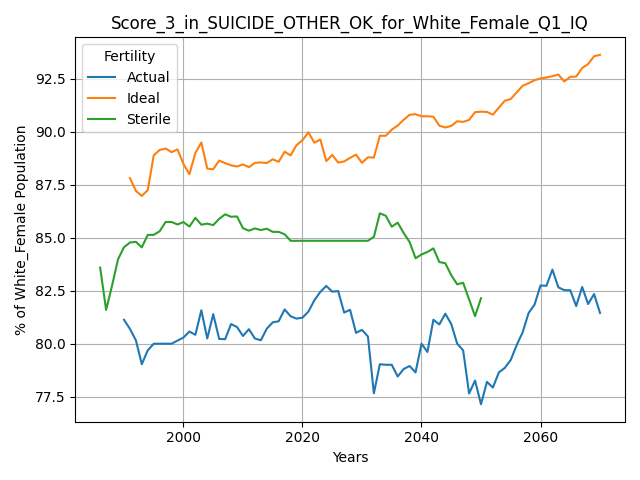 Score_3_in_SUICIDE_OTHER_OK_for_White_Female_Q1_IQ
Fertility
Actual
Ideal
Sterile
% of White_Female Population
92.5
90.0
87.5
85.0
82.5
80.0
77.5
2000
2020
2040
2060
Years